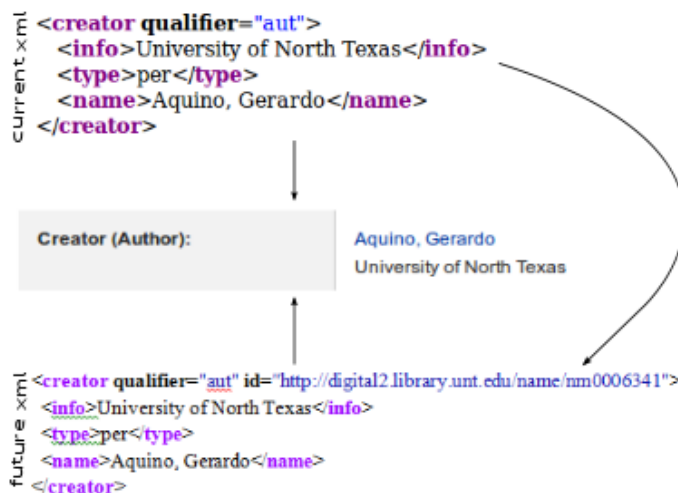 current xml
<creator qualifier="aut">
<info>University of North Texas</info>
<type>per</type>
<name>Aquino, Gerardo</name>
</creator>
Creator (Author):
Aquino, Gerardo
University of North Texas
future xml
<creator qualifier="aut" id="http://digital2.library.unt.edu/name/nm0006341">
<info>University of North Texas</info>
<type>per</type>
<name>Aquino, Gerardo</name>
</creator>